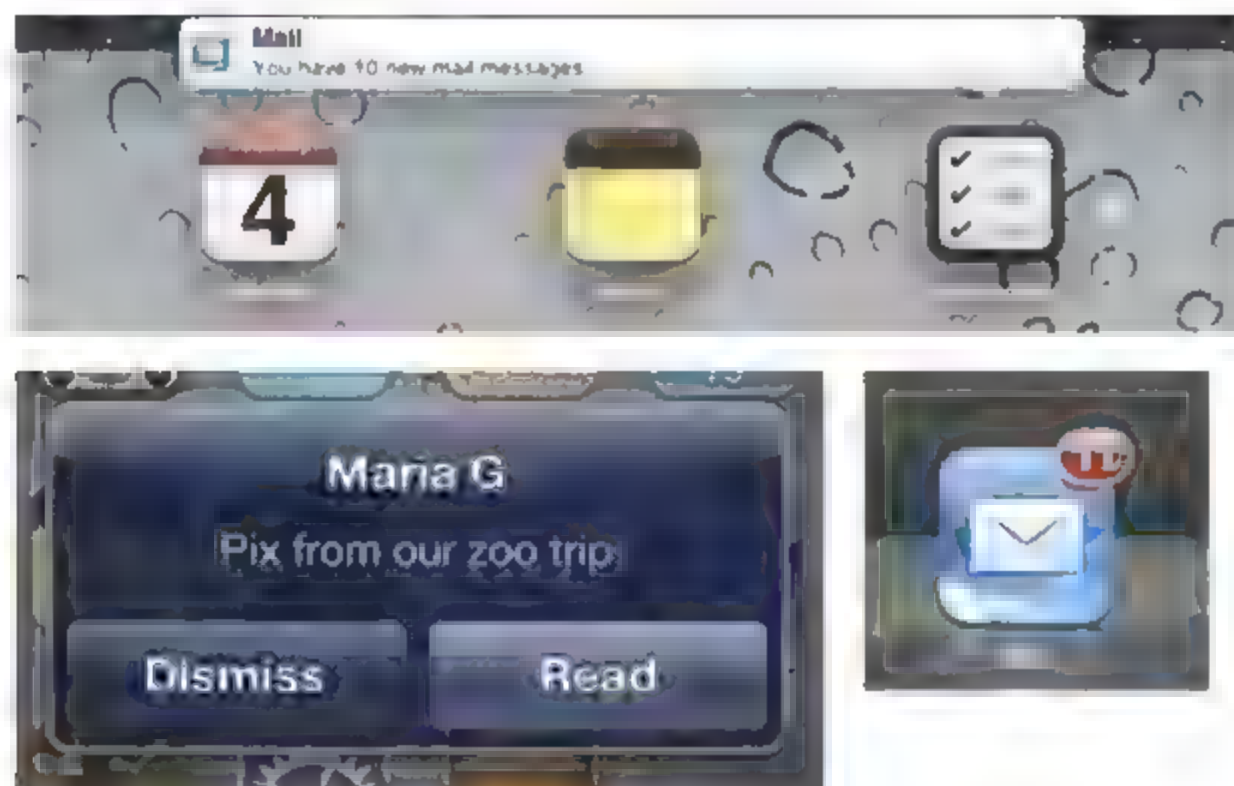 Mail
You have 10 new mail messages
4
Maria G
Pix from our zoo trip
Dismiss
Read